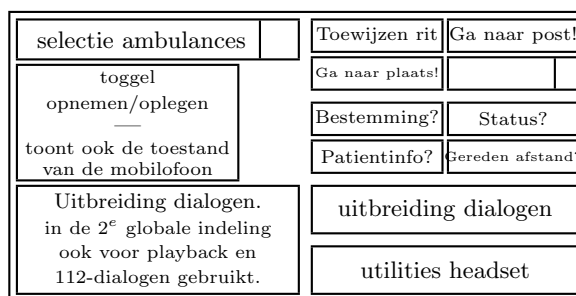 selectie ambulances
toggel
opnemen/oplegen
—
toont ook de toestand
van de mobilofoon
Uitbreiding dialogen.
in de 2e globale indeling
ook voor playback en
112-dialogen gebruikt.
Toewijzen rit
Ga naar post!
Ga naar plaats!
Bestemming?
Status?
Patientinfo?
Gereden afstand?
uitbreiding dialogen
utilities headset